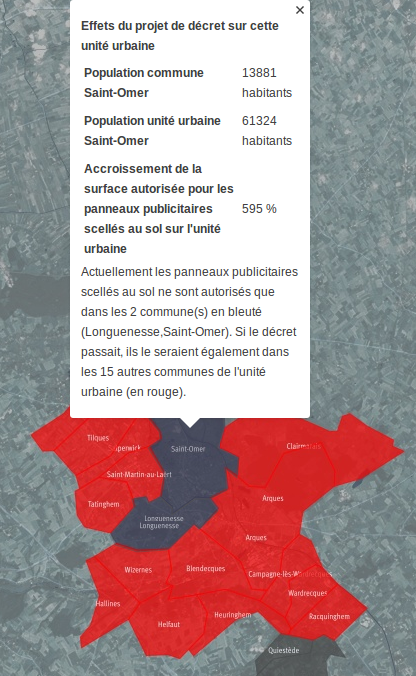 ×
Effets du projet de décret sur cette
unité urbaine
Population commune 13881
Saint-Omer habitants
Population unité urbaine 61324
Saint-Omer habitants
Accroissement de la
surface autorisée pour les
panneaux publicitaires 595 %
scellés au sol sur l'unité
urbaine
Actuellement les panneaux publicitaires
scellés au sol ne sont autorisés que
dans les 2 commune(s) en bleuté
(Longuenesse,Saint-Omer). Si le décret
passait, ils le seraient également dans
les 15 autres communes de l'unité
urbaine (en rouge).
Tilques
Saint-Omer
Saint-Martin-au-Laërt
Arques
Tatinghem
Longuenesse
Longuenesse
Arques
Wizernes
Blendecques
Campagne-lès-Wardrecques
Wardrecques
Hallines
Heuringhem
Racquinghem
Helfaut
Quiestède